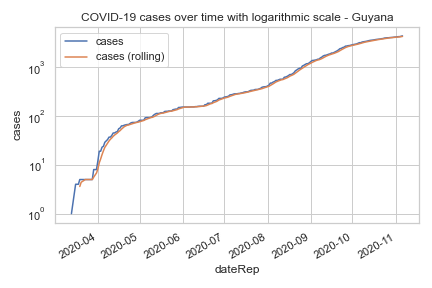 COVID-19 cases over time with logarithmic scale - Guyana
cases
cases (rolling)
10³
10²
10¹
10⁰
cases
2020-04
2020-05
2020-06
2020-07
2020-08
2020-09
2020-10
2020-11
dateRep